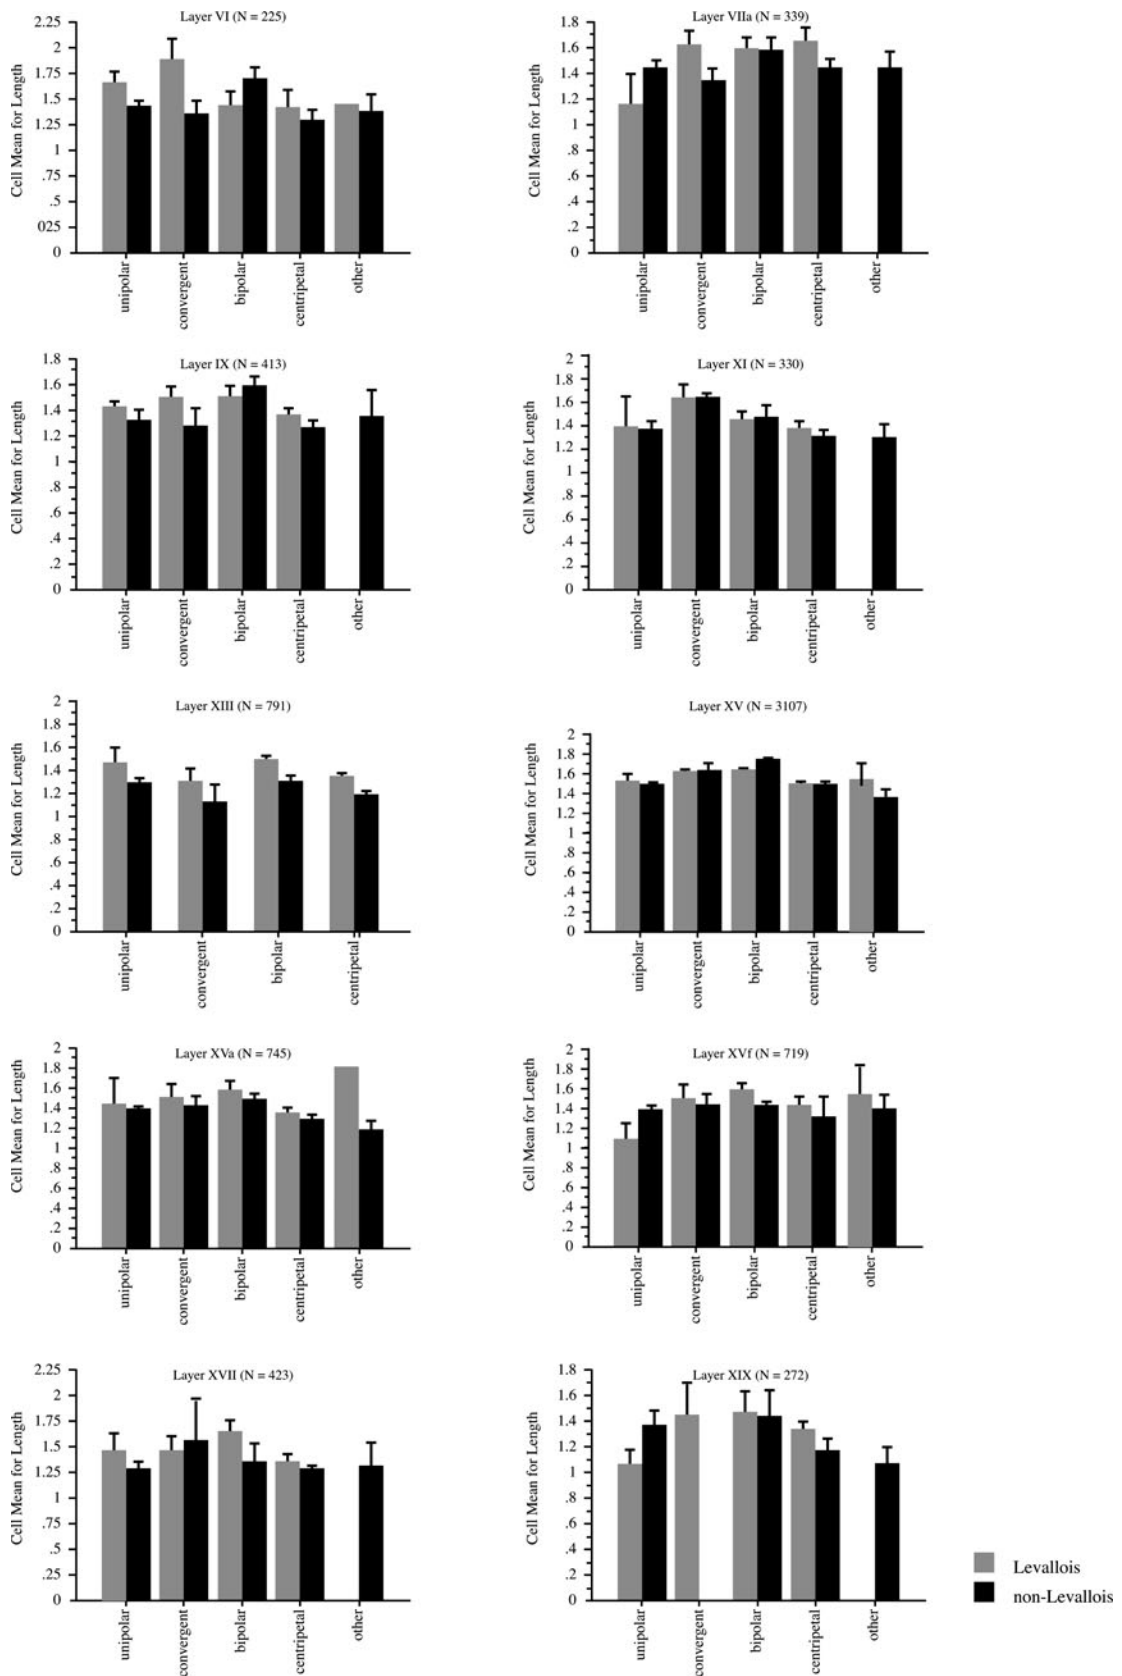 Layer VI (N = 225)
Cell Mean for Length
2.25
2
1.75
1.5
1.25
1
.75
.5
025
0
unipolar
convergent
bipolar
centripetal
other
Layer VIIa (N = 339)
Cell Mean for Length
1.8
1.6
1.4
1.2
1
.8
.6
.4
.2
0
unipolar
convergent
bipolar
centripetal
other
Layer IX (N = 413)
Cell Mean for Length
1.8
1.6
1.4
1.2
1
.8
.6
.4
.2
0
unipolar
convergent
bipolar
centripetal
other
Layer XI (N = 330)
Cell Mean for Length
2
1.8
1.6
1.4
1.2
1
.8
.6
.4
.2
0
unipolar
convergent
bipolar
centripetal
other
Layer XIII (N = 791)
Cell Mean for Length
2
1.8
1.6
1.4
1.2
1
.8
.6
.4
.2
0
unipolar
convergent
bipolar
centripetal
Layer XV (N = 3107)
Cell Mean for Length
2
1.8
1.6
1.4
1.2
1
.8
.6
.4
.2
0
unipolar
convergent
bipolar
centripetal
other
Layer XVa (N = 745)
Cell Mean for Length
2
1.8
1.6
1.4
1.2
1
.8
.6
.4
.2
0
unipolar
convergent
bipolar
centripetal
other
Layer XVf (N = 719)
Cell Mean for Length
2
1.8
1.6
1.4
1.2
1
.8
.6
.4
.2
0
unipolar
convergent
bipolar
centripetal
other
Layer XVII (N = 423)
Cell Mean for Length
2.25
2
1.75
1.5
1.25
1
.75
.5
.25
0
unipolar
convergent
bipolar
centripetal
other
Layer XIX (N = 272)
Cell Mean for Length
1.8
1.6
1.4
1.2
1
.8
.6
.4
.2
0
unipolar
convergent
bipolar
centripetal
other
Levallois
non-Levallois